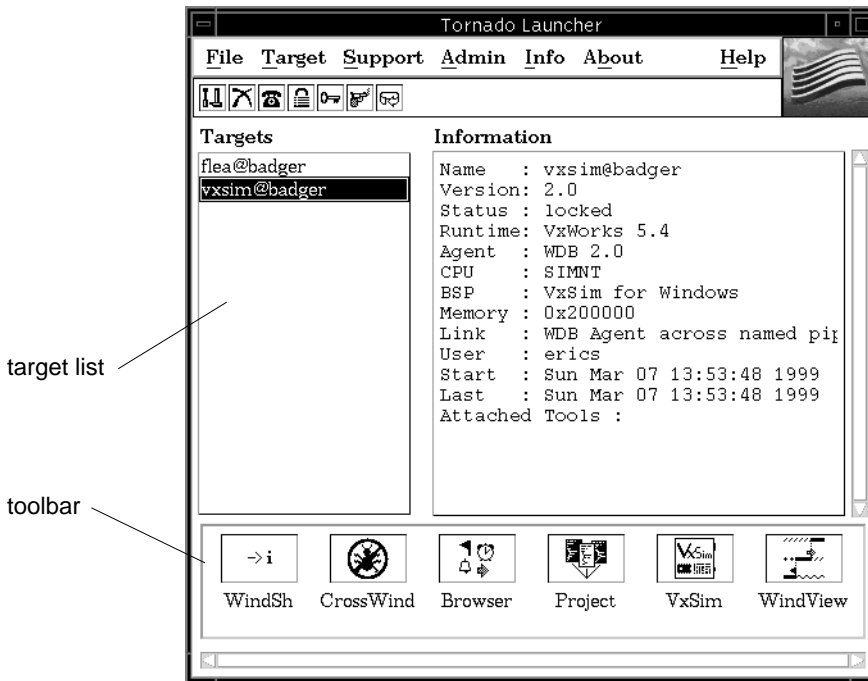 Tornado Launcher
File Target Support Admin Info About Help
Targets
flea@badger
vxsim@badger
Information
Name : vxsim@badger
Version: 2.0
Status : locked
Runtime: VxWorks 5.4
Agent : WDB 2.0
CPU : SIMNT
BSP : VxSim for Windows
Memory : 0x200000
Link : WDB Agent across named pip
User : erics
Start : Sun Mar 07 13:53:48 1999
Last : Sun Mar 07 13:53:48 1999
Attached Tools :
target list
toolbar
->i
VxSim
WindSh CrossWind Browser Project VxSim WindView